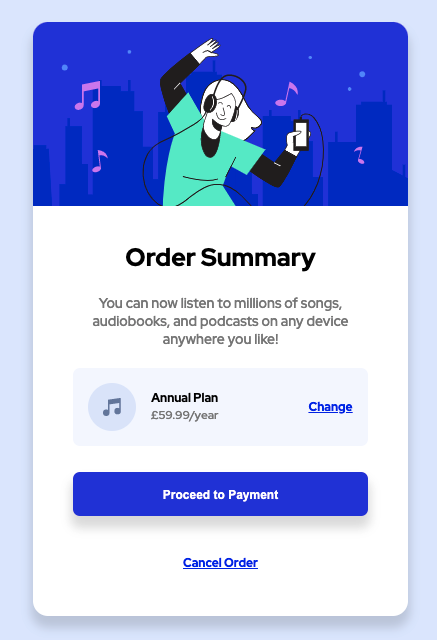 Order Summary
You can now listen to millions of songs,
audiobooks, and podcasts on any device
anywhere you like!
Annual Plan
£59.99/year
Change
Proceed to Payment
Cancel Order